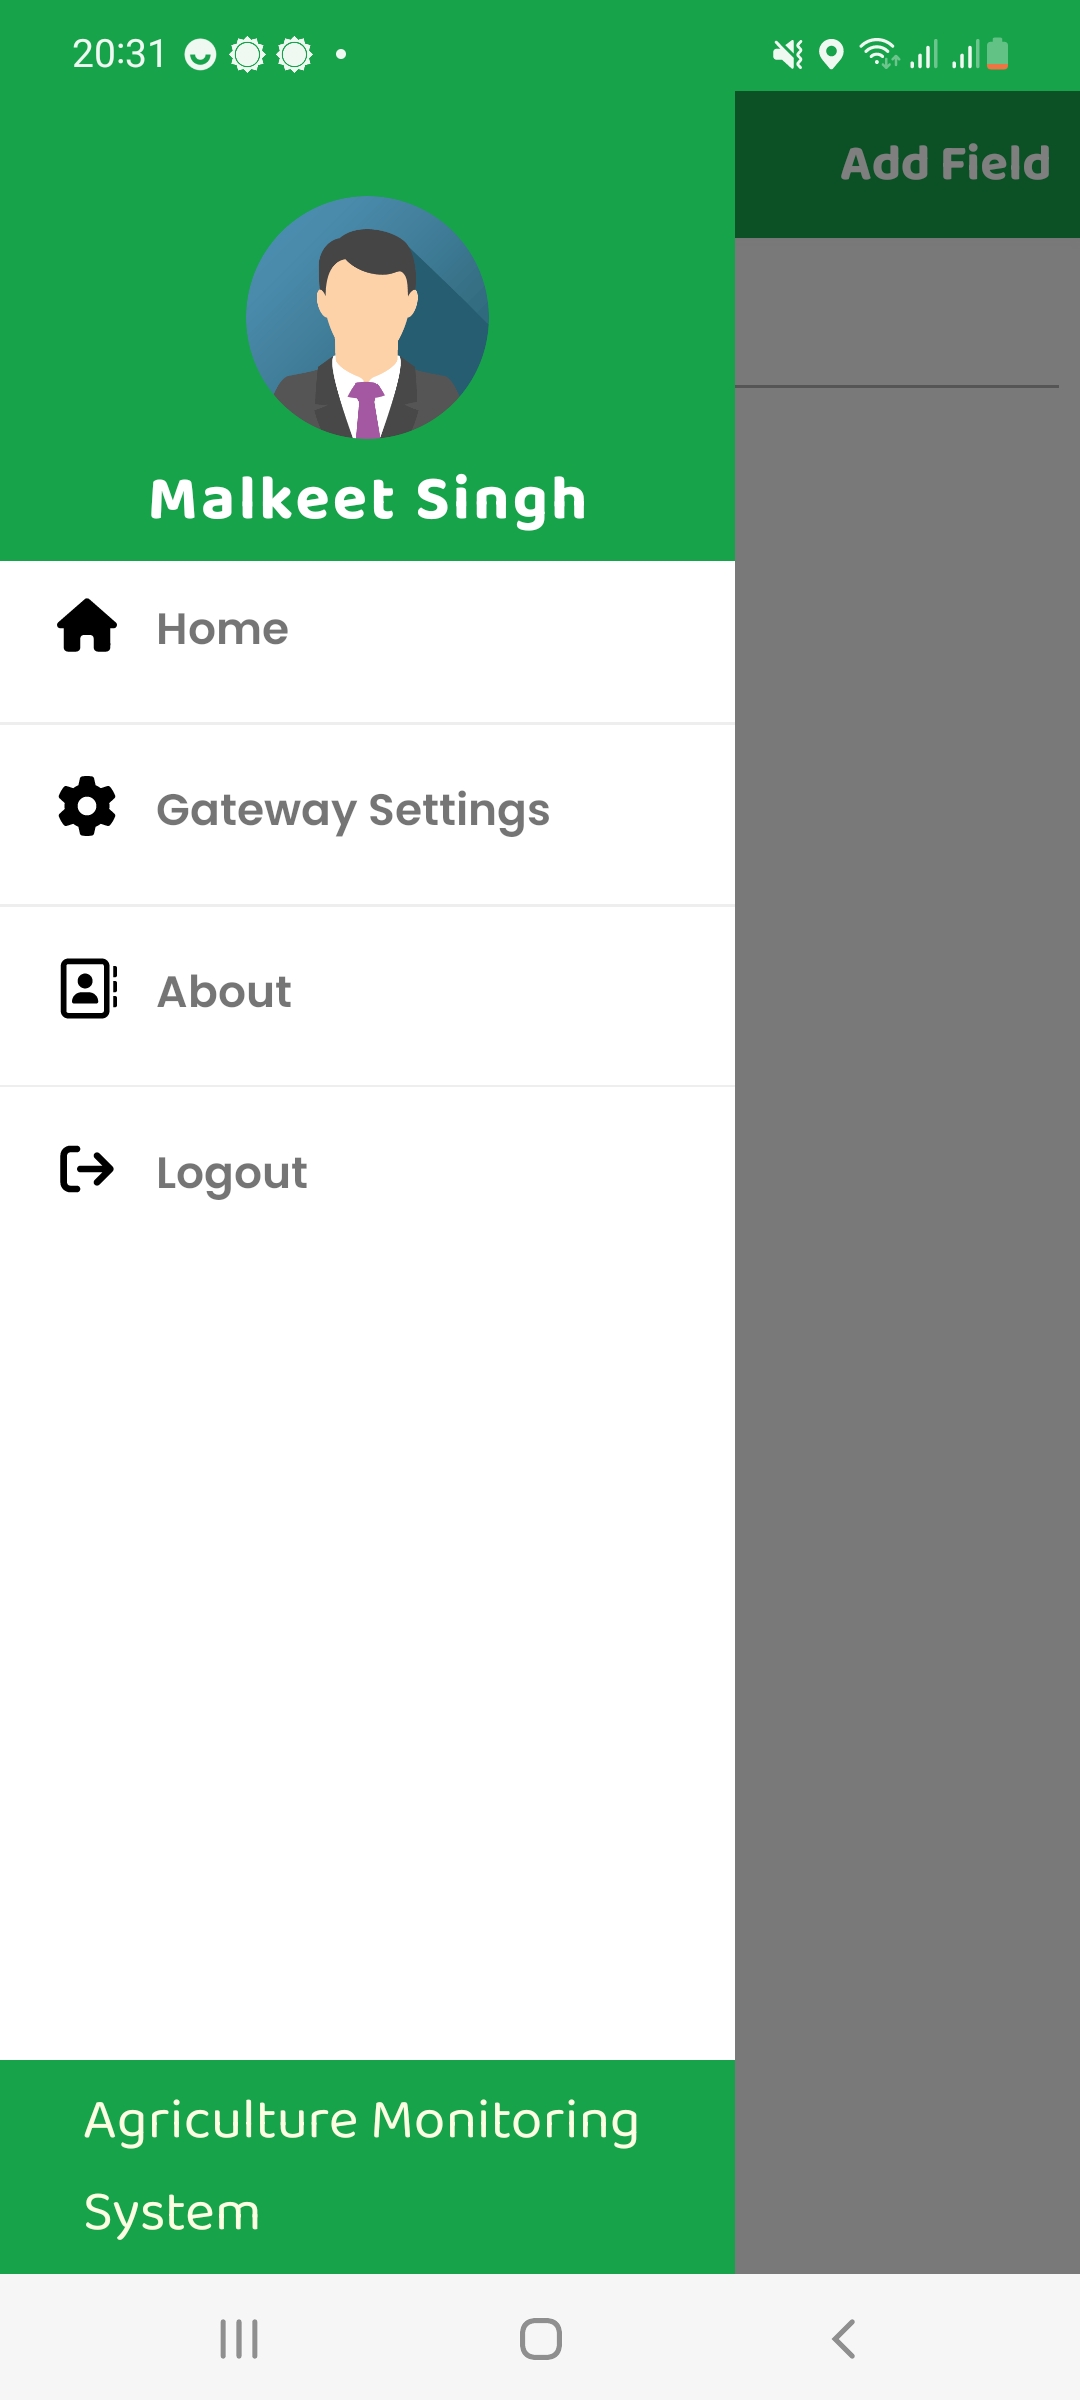 20:31
Add Field
Malkeet Singh
Home
Gateway Settings
About
Logout
Agriculture Monitoring
System